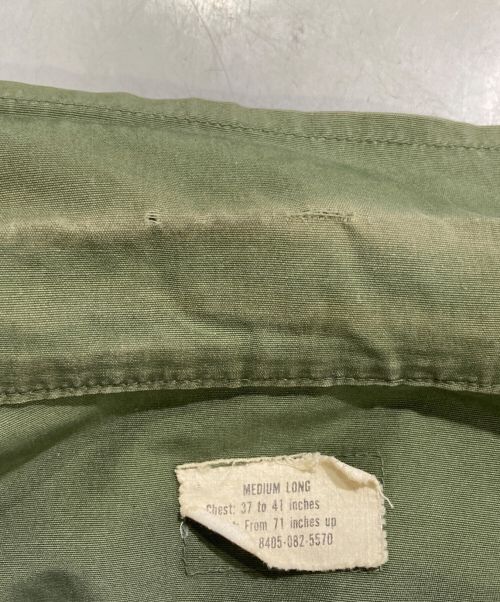 MEDIUM LONG
Chest: 37 to 41 inches
From 71 inches up
8405-082-5570